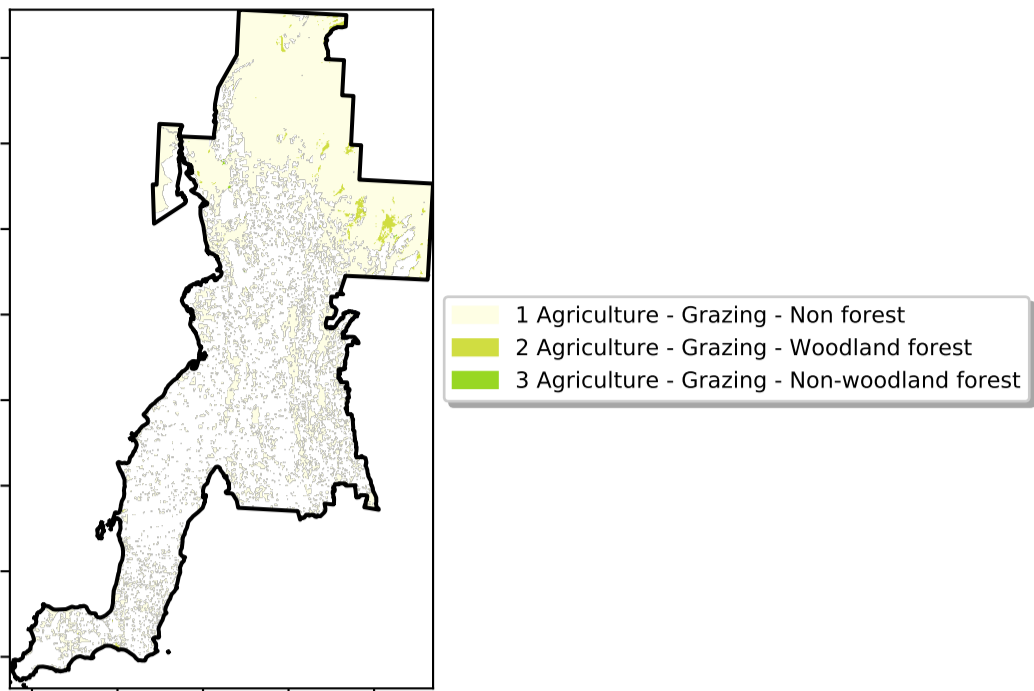 1 Agriculture - Grazing - Non forest
2 Agriculture - Grazing - Woodland forest
3 Agriculture - Grazing - Non-woodland forest